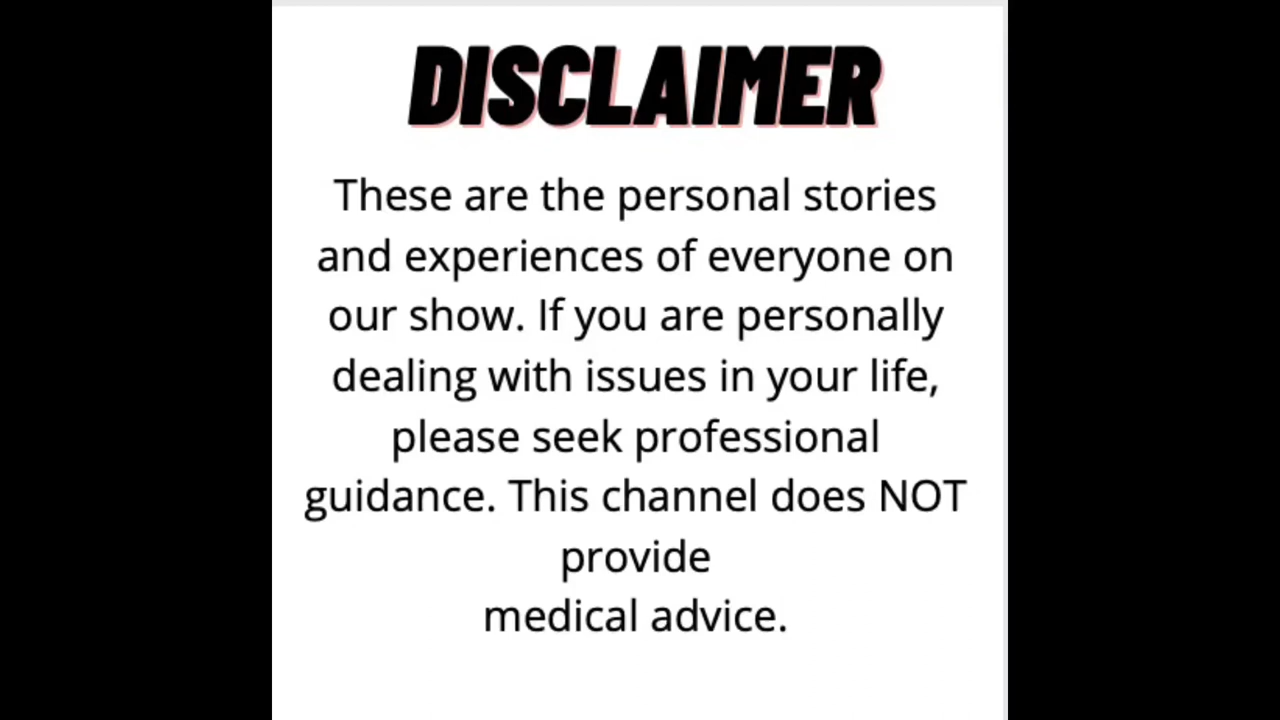 DISCLAIMER
These are the personal stories
and experiences of everyone on
our show. If you are personally
dealing with issues in your life,
please seek professional
guidance. This channel does NOT
provide
medical advice.